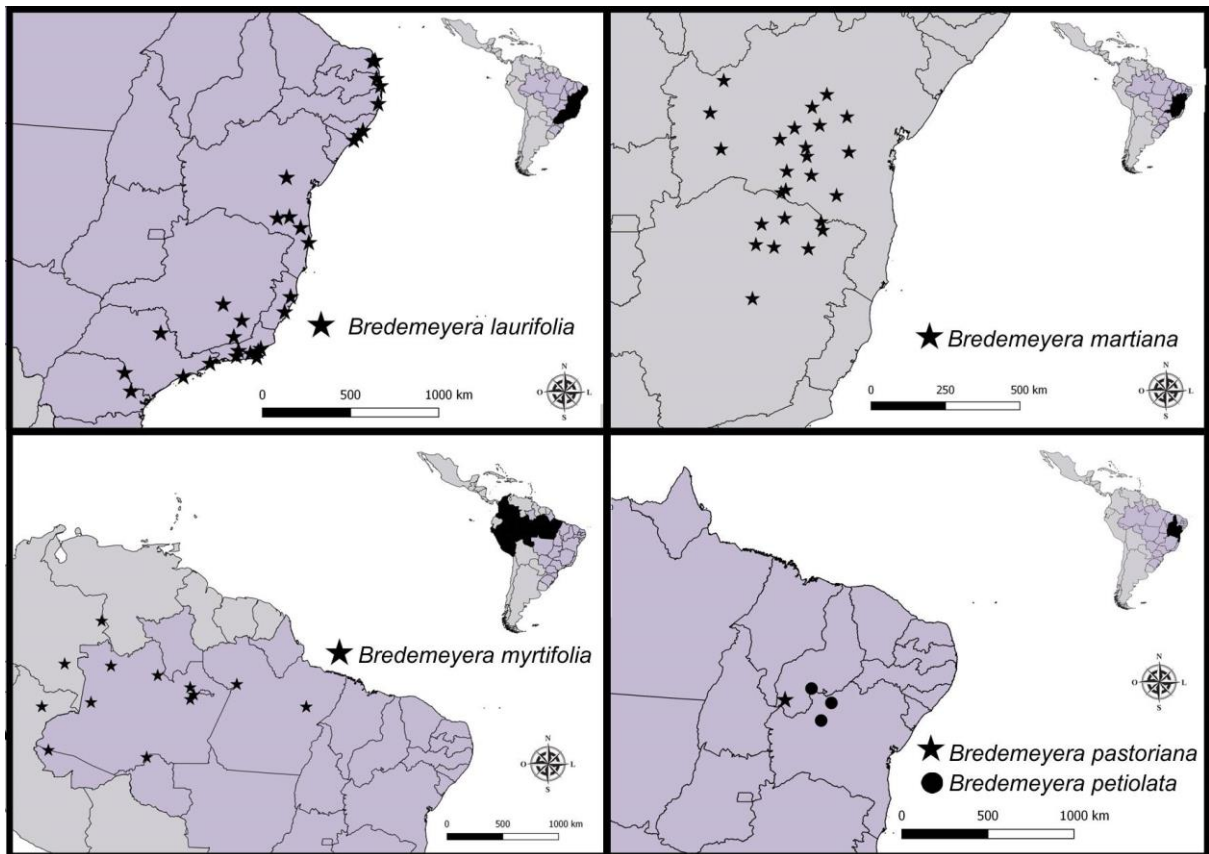 Bredemeyera laurifolia
N
O L
S
0 500 1000 km
Bredemeyera martiana
N
O L
S
0 250 500 km
Bredemeyera myrtifolia
N
O L
S
0 500 1000 km
N
O L
S
Bredemeyera pastoriana
Bredemeyera petiolata
0 500 1000 km